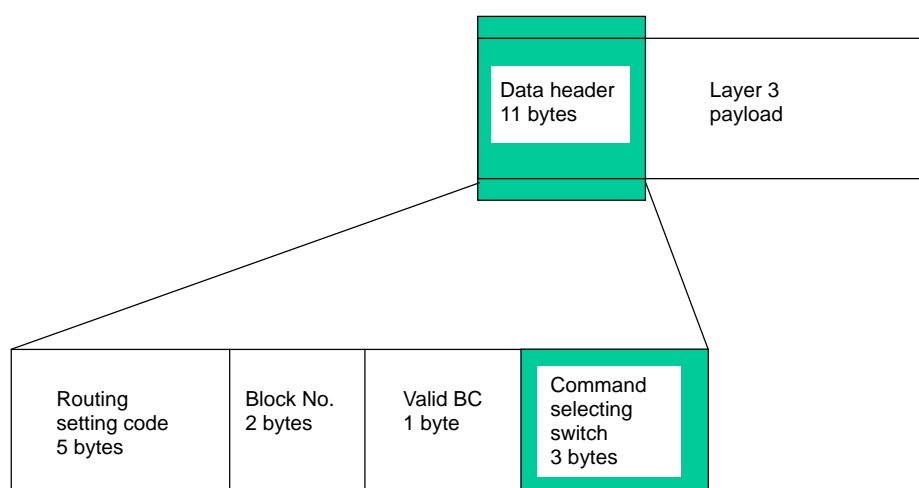 Data header
11 bytes
Layer 3
payload
Routing
setting code
5 bytes
Block No.
2 bytes
Valid BC
1 byte
Command
selecting
switch
3 bytes